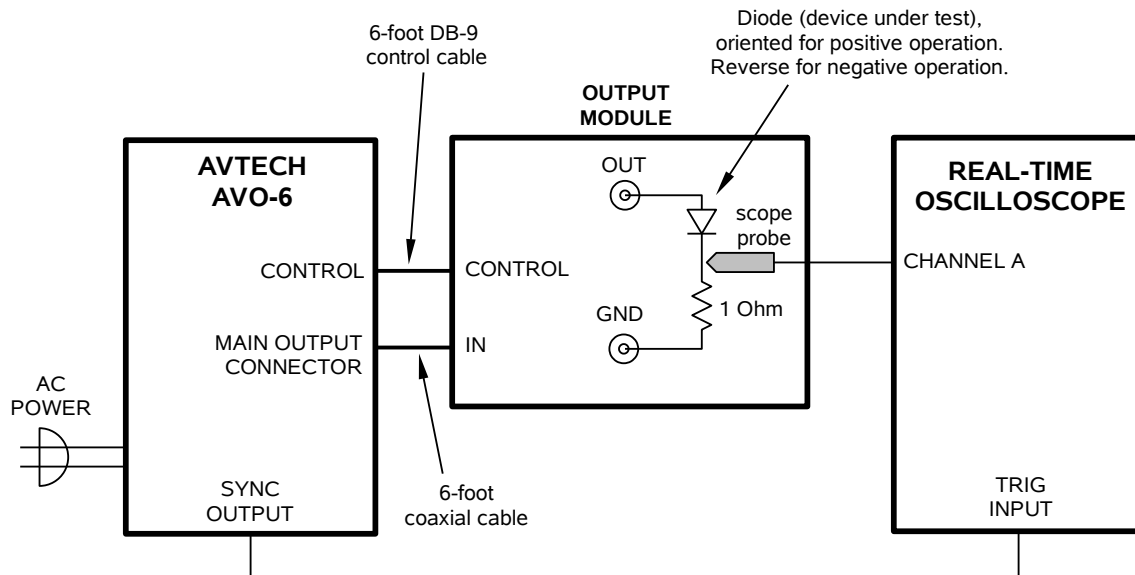 6-foot DB-9
control cable
Diode (device under test),
oriented for positive operation.
Reverse for negative operation.
OUTPUT
MODULE
AVTECH
AVO-6
OUT
REAL-TIME
OSCILLOSCOPE
scope
probe
CONTROL
CONTROL
CHANNEL A
1 Ohm
GND
MAIN OUTPUT
CONNECTOR
IN
AC
POWER
SYNC
OUTPUT
6-foot
coaxial cable
TRIG
INPUT